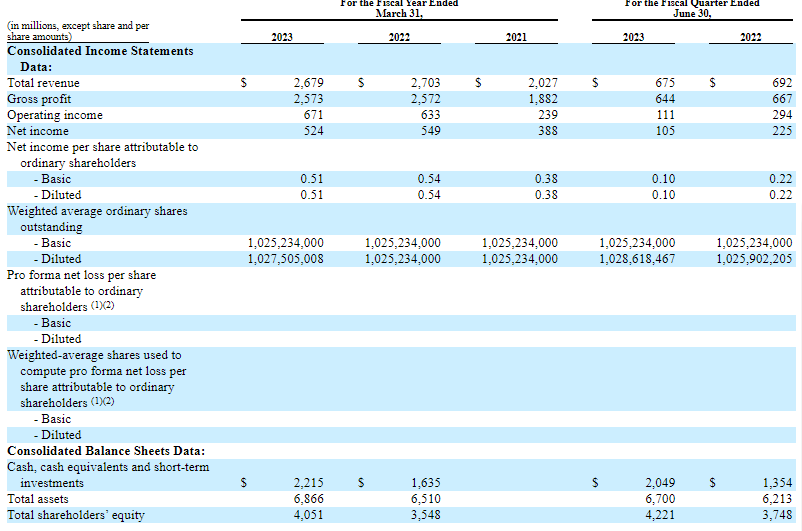 For the Fiscal Year Ended For the Fiscal Quarter Ended
March 31, June 30,
(in millions, except share and per
share amounts) 2023 2022 2021 2023 2022
Consolidated Income Statements
Data:
Total revenue $ 2,679 $ 2,703 $ 2,027 $ 675 $ 692
Gross profit 2,573 2,572 1,882 644 667
Operating income 671 633 239 111 294
Net income 524 549 388 105 225
Net income per share attributable to
ordinary shareholders
- Basic 0.51 0.54 0.38 0.10 0.22
- Diluted 0.51 0.54 0.38 0.10 0.22
Weighted average ordinary shares
outstanding
- Basic 1,025,234,000 1,025,234,000 1,025,234,000 1,025,234,000 1,025,234,000
- Diluted 1,027,505,008 1,025,234,000 1,025,234,000 1,028,618,467 1,025,902,205
Pro forma net loss per share
attributable to ordinary
shareholders (1)(2)
- Basic
- Diluted
Weighted-average shares used to
compute pro forma net loss per
share attributable to ordinary
shareholders (1)(2)
- Basic
- Diluted
Consolidated Balance Sheets Data:
Cash, cash equivalents and short-term
investments $ 2,215 $ 1,635 $ 2,049 $ 1,354
Total assets 6,866 6,510 6,700 6,213
Total shareholders' equity 4,051 3,548 4,221 3,748